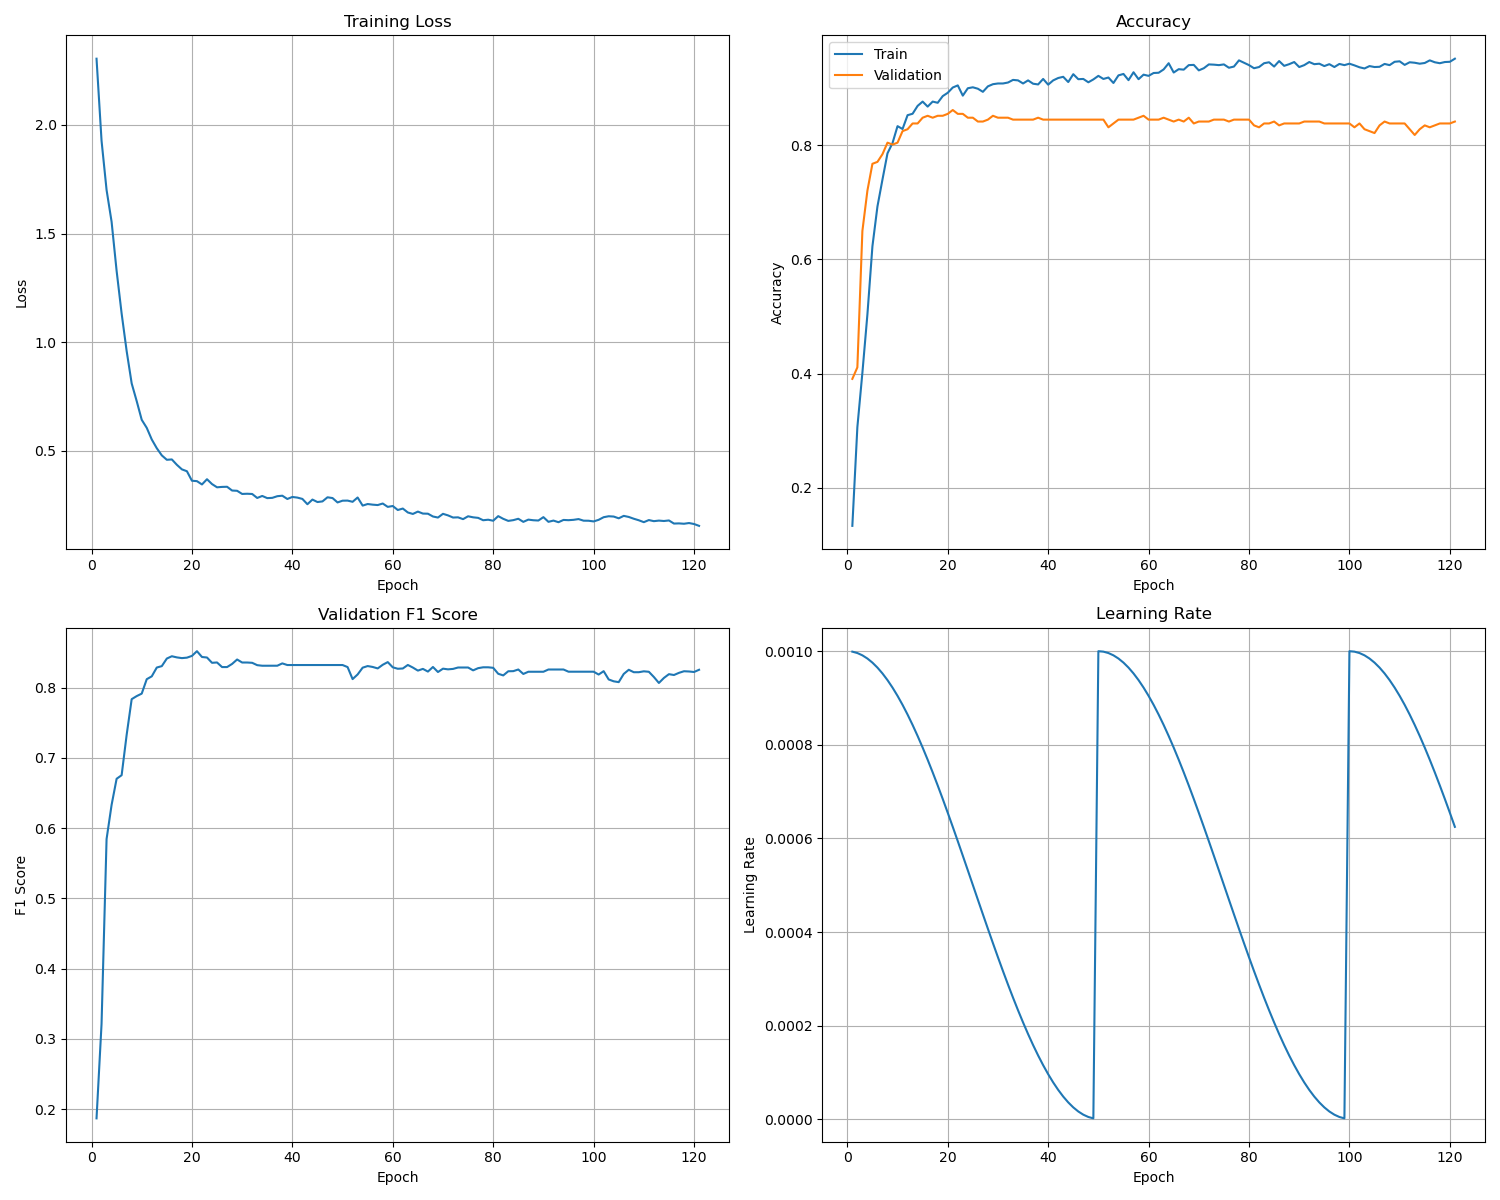 Training Loss
2.0
1.5
1.0
0.5
Loss
0 20 40 60 80 100 120
Epoch
Accuracy
Train
Validation
0.8
0.6
0.4
0.2
Accuracy
0 20 40 60 80 100 120
Epoch
Validation F1 Score
0.8
0.7
0.6
0.5
0.4
0.3
0.2
F1 Score
0 20 40 60 80 100 120
Epoch
Learning Rate
0.0010
0.0008
0.0006
0.0004
0.0002
0.0000
Learning Rate
0 20 40 60 80 100 120
Epoch